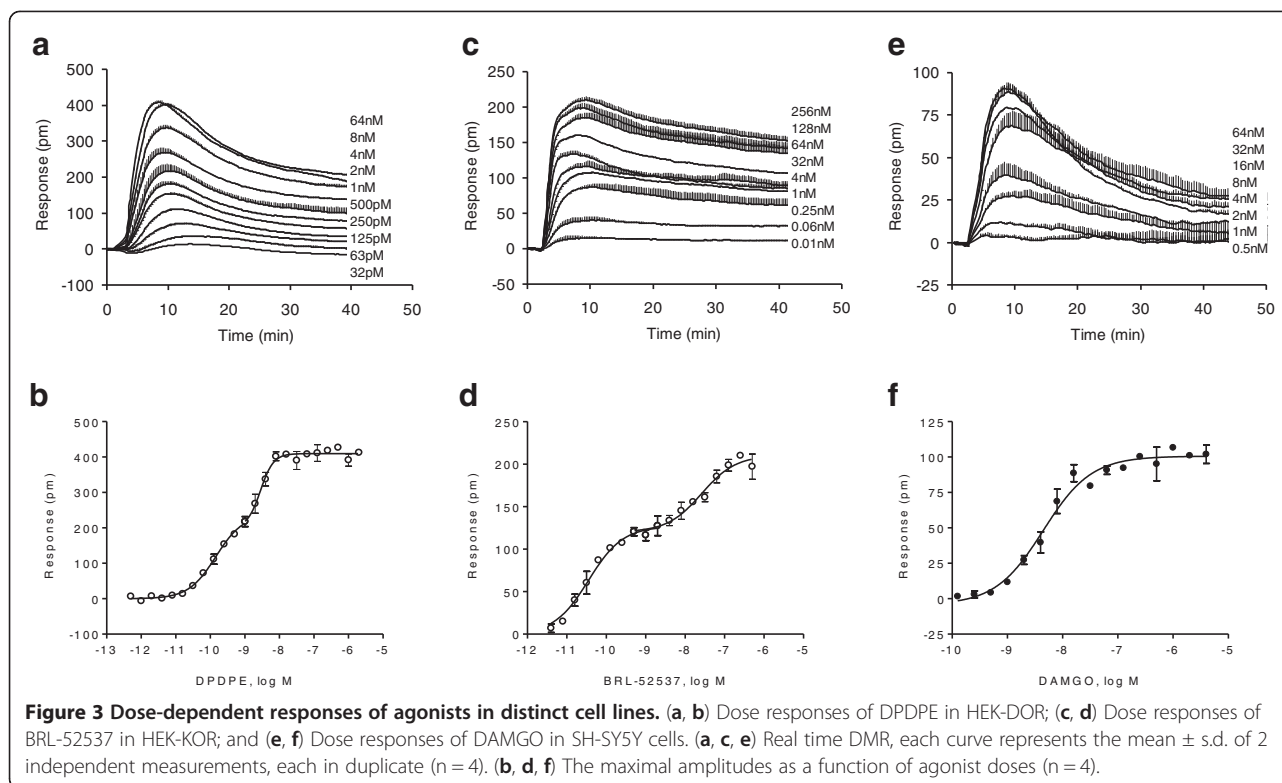 a
500
400
300
200
100
0
-100
Response (pm)
0 10 20 30 40 50
Time (min)
64nM
8nM
4nM
2nM
1nM
500pM
250pM
125pM
63pM
32pM
c
250
200
150
100
50
0
-50
Response (pm)
0 10 20 30 40 50
Time (min)
256nM
128nM
64nM
32nM
4nM
1nM
0.25nM
0.06nM
0.01nM
e
100
75
50
25
0
-25
Response (pm)
0 10 20 30 40 50
Time (min)
64nM
32nM
16nM
8nM
4nM
2nM
1nM
0.5nM
b
500
400
300
200
100
0
-100
Response (pm)
-13 -12 -11 -10 -9 -8 -7 -6 -5
DPDPE, log M
d
250
200
150
100
50
0
Response (pm)
-12 -11 -10 -9 -8 -7 -6 -5
BRL-52537, log M
f
125
100
75
50
25
0
-25
Response (pm)
-10 -9 -8 -7 -6 -5
DAMGO, log M
Figure 3 Dose-dependent responses of agonists in distinct cell lines. (a, b) Dose responses of DPDPE in HEK-DOR; (c, d) Dose responses of
BRL-52537 in HEK-KOR; and (e, f) Dose responses of DAMGO in SH-SY5Y cells. (a, c, e) Real time DMR, each curve represents the mean ± s.d. of 2
independent measurements, each in duplicate (n = 4). (b, d, f) The maximal amplitudes as a function of agonist doses (n = 4).